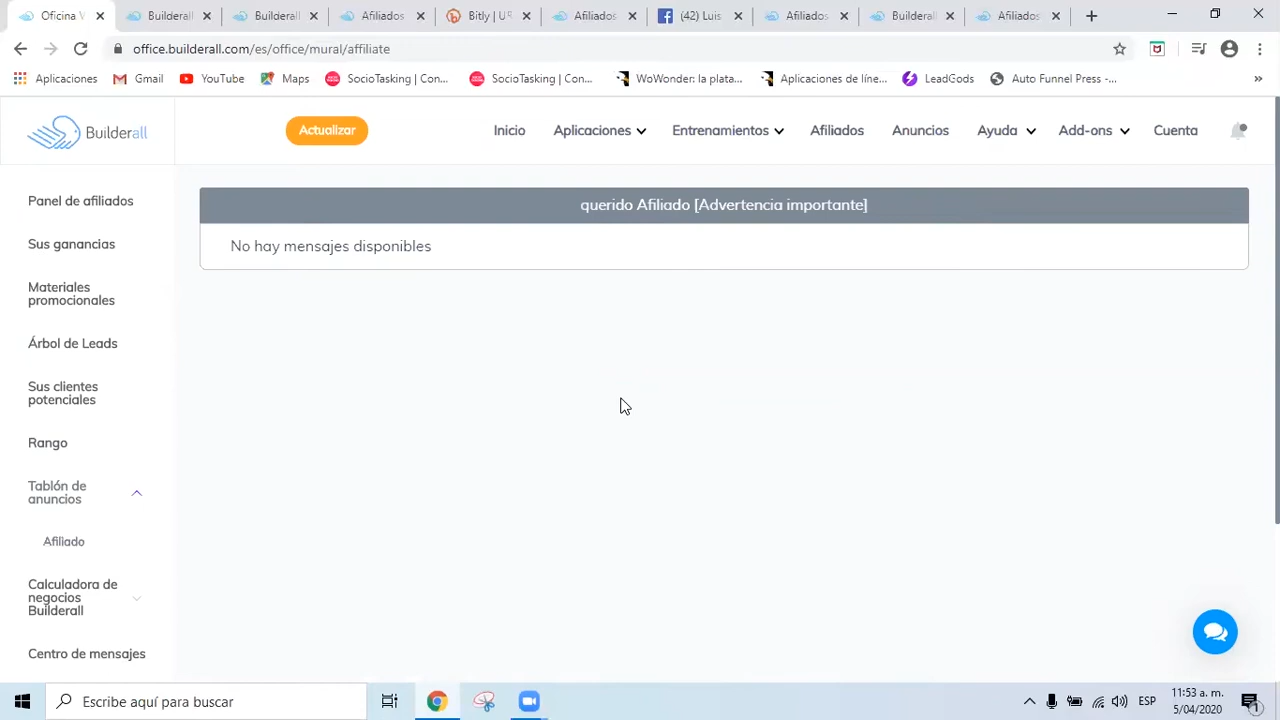 Oficina V
Builderall
Builderall
Afiliados
Bitly | U
Afiliados
(42) Luis
Afiliados
Builderall
Afiliados
office.builderall.com/es/office/mural/affiliate
Aplicaciones
Gmail
YouTube
Maps
SocioTasking | Con...
SocioTasking | Con...
WoWonder: la plata...
Aplicaciones de líne...
LeadGods
Auto Funnel Press -...
»
Builderall
Actualizar
Inicio
Aplicaciones
Entrenamientos
Afiliados
Anuncios
Ayuda
Add-ons
Cuenta
Panel de afiliados
Sus ganancias
Materiales
promocionales
Árbol de Leads
Sus clientes
potenciales
Rango
Tablón de
anuncios
Afiliado
Calculadora de
negocios
Builderall
Centro de mensajes
querido Afiliado [Advertencia importante]
No hay mensajes disponibles
Escribe aquí para buscar
ESP
11:53 a. m.
5/04/2020
1